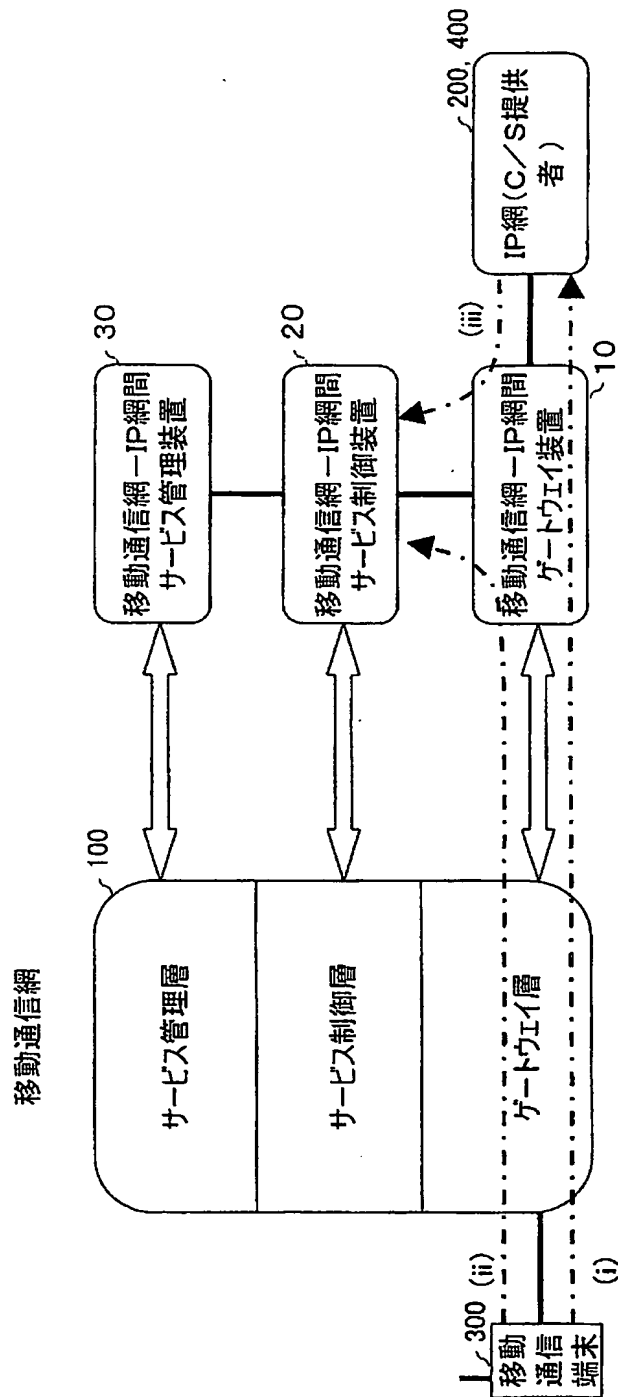 移動通信網
100
サービス管理層
サービス制御層
ゲートウェイ層
30
移動通信網－IP網間
サービス管理装置
20
移動通信網－IP網間
サービス制御装置
移動通信網－IP網間
ゲートウェイ装置
10
200, 400
IP網(C／S提供
者)
(iii)
(ii)
(i)
300
移動
通信
端末